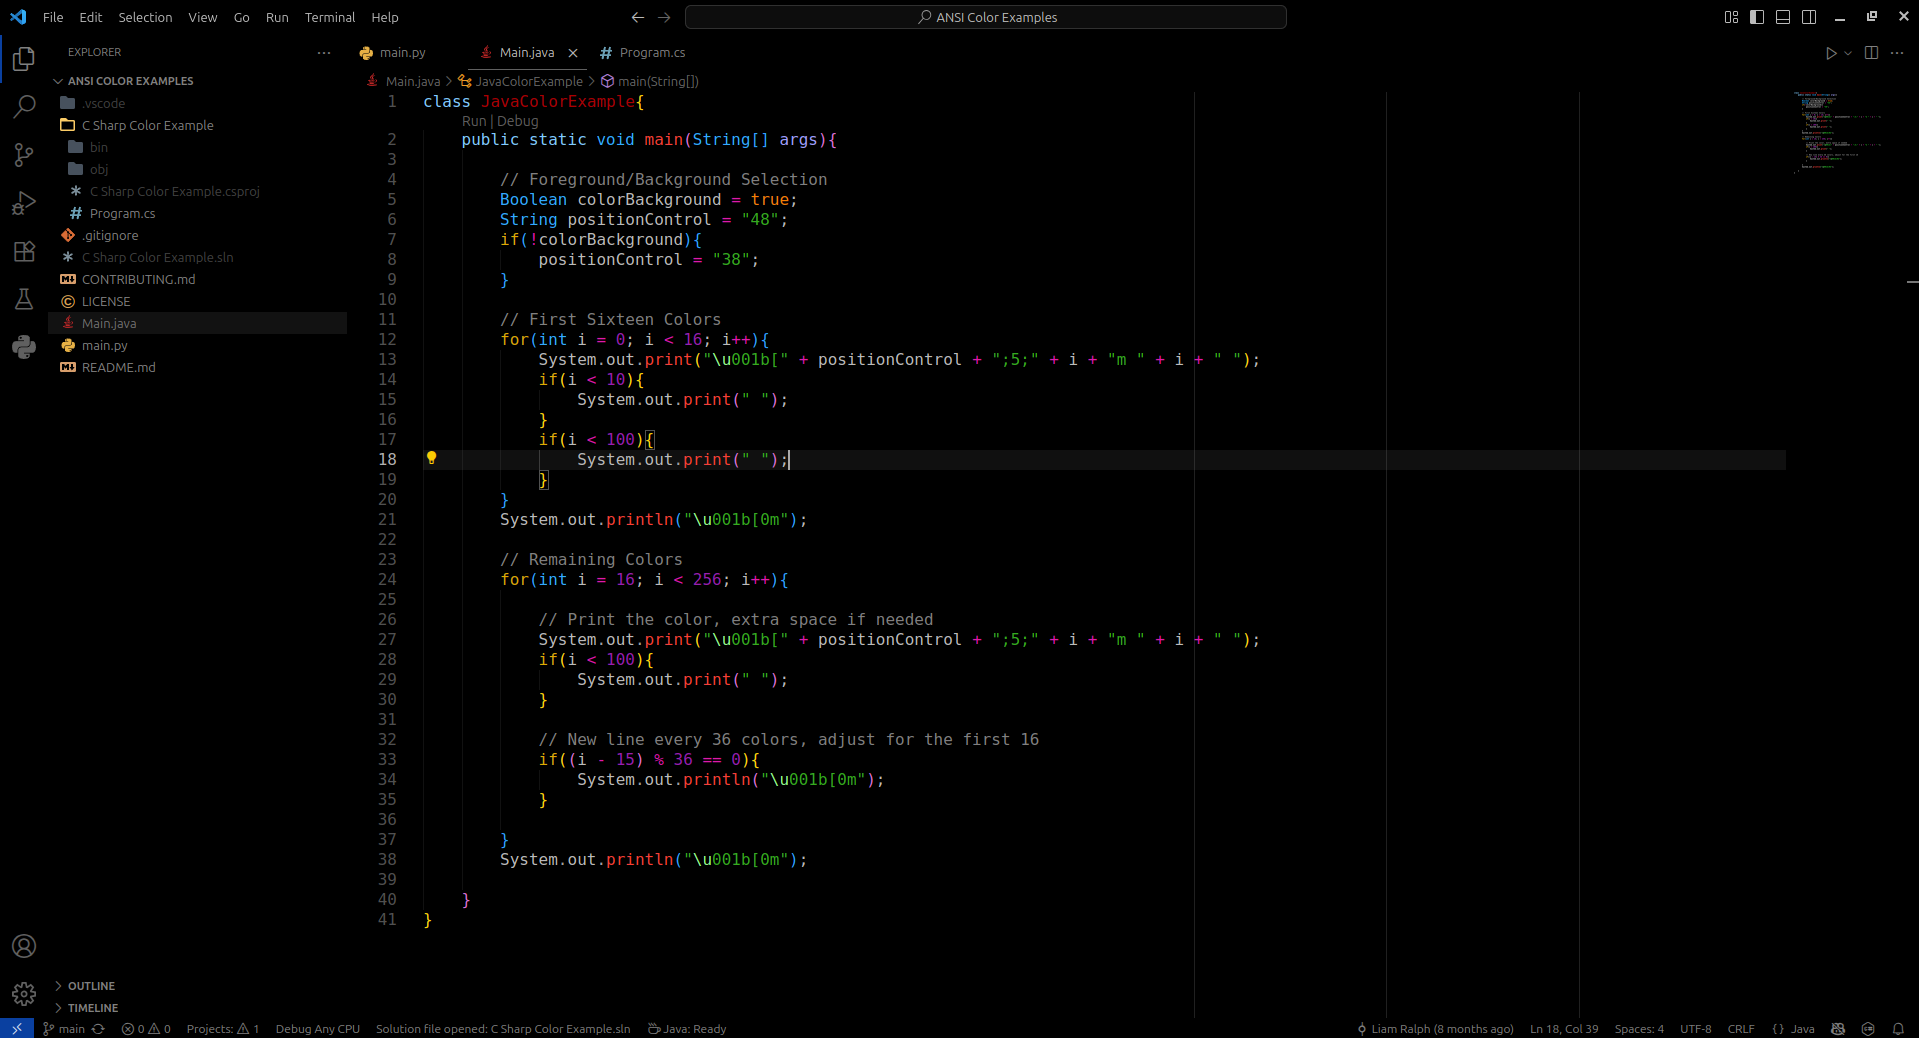 File Edit Selection View Go Run Terminal Help
ANSI Color Examples
EXPLORER
ANSI COLOR EXAMPLES
.vscode
C Sharp Color Example
bin
obj
C Sharp Color Example.csproj
Program.cs
.gitignore
C Sharp Color Example.sln
CONTRIBUTING.md
LICENSE
Main.java
main.py
README.md
OUTLINE
TIMELINE
main.py Main.java Program.cs
Main.java > JavaColorExample > main(String[])
1 class JavaColorExample{
Run | Debug
2     public static void main(String[] args){
3
4         // Foreground/Background Selection
5         Boolean colorBackground = true;
6         String positionControl = "48";
7         if(!colorBackground){
8             positionControl = "38";
9         }
10
11         // First Sixteen Colors
12         for(int i = 0; i < 16; i++){
13             System.out.print("\u001b[" + positionControl + ";5;" + i + "m " + i + " ");
14             if(i < 10){
15                 System.out.print(" ");
16             }
17             if(i < 100){
18                 System.out.print(" ");
19             }
20         }
21         System.out.println("\u001b[0m");
22
23         // Remaining Colors
24         for(int i = 16; i < 256; i++){
25
26             // Print the color, extra space if needed
27             System.out.print("\u001b[" + positionControl + ";5;" + i + "m " + i + " ");
28             if(i < 100){
29                 System.out.print(" ");
30             }
31
32             // New line every 36 colors, adjust for the first 16
33             if((i - 15) % 36 == 0){
34                 System.out.println("\u001b[0m");
35             }
36
37         }
38         System.out.println("\u001b[0m");
39
40     }
41 }
main 0 0 Projects: 1 Debug Any CPU Solution file opened: C Sharp Color Example.sln Java: Ready Liam Ralph (8 months ago) Ln 18, Col 39 Spaces: 4 UTF-8 CRLF {} Java